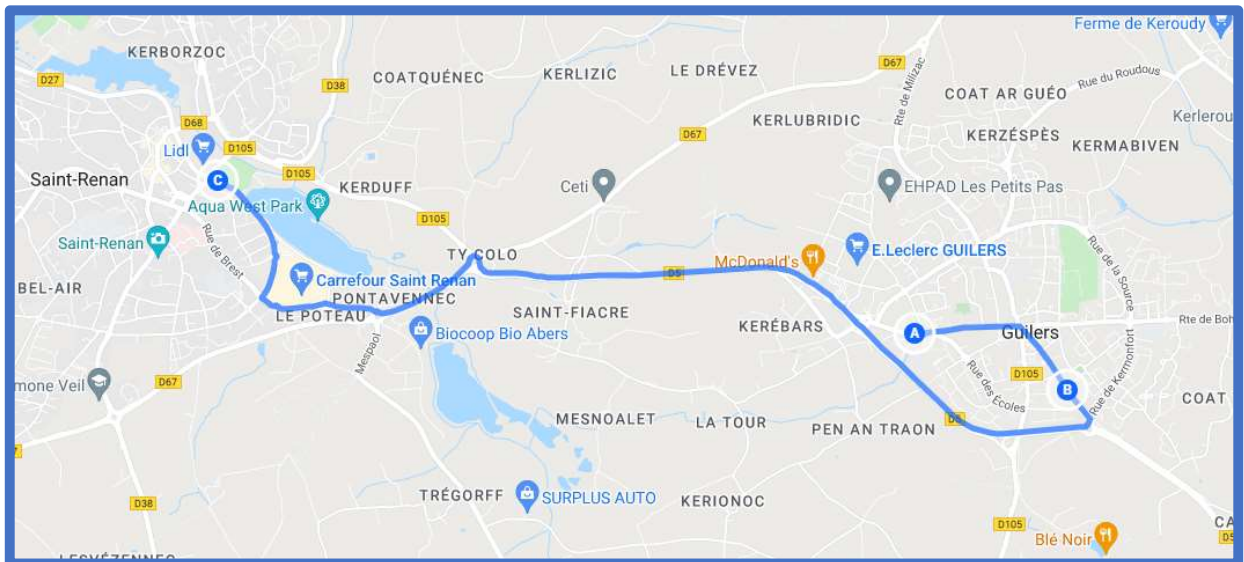 Ferme de Keroudy
KERBORZOC
COATQUÉNEC
KERLIZIC
LE DRÉVEZ
D67
Rte de Milizac
Rue du Roudous
D27
D38
COAT AR GUÉO
KERLUBRIDIC
D68
D67
KERZÉSPÈS
Kerlerou
KERMABIVEN
Lidl
D105
Saint-Renan
C
D105
KERDUFF
Ceti
EHPAD Les Petits Pas
Aqua West Park
D105
Rue de Brest
Saint-Renan
TY COLO
McDonald's
E.Leclerc GUILERS
Rue de la Source
D5
Carrefour Saint Renan
BEL-AIR
PONTAVENNEC
LE POTEAU
SAINT-FIACRE
KERÉBARS
A
Guilers
Rte de Boh
Biocoop Bio Abers
Mespaol
D67
mone Veil
D105
Rue des Écoles
B
Rue de Kermonfort
COAT
MESNOALET
LA TOUR
PEN AN TRAON
D5
TRÉGORFF
SURPLUS AUTO
KERIONOC
D38
D105
Blé Noir
CA
D5
LESVÉZENNEC